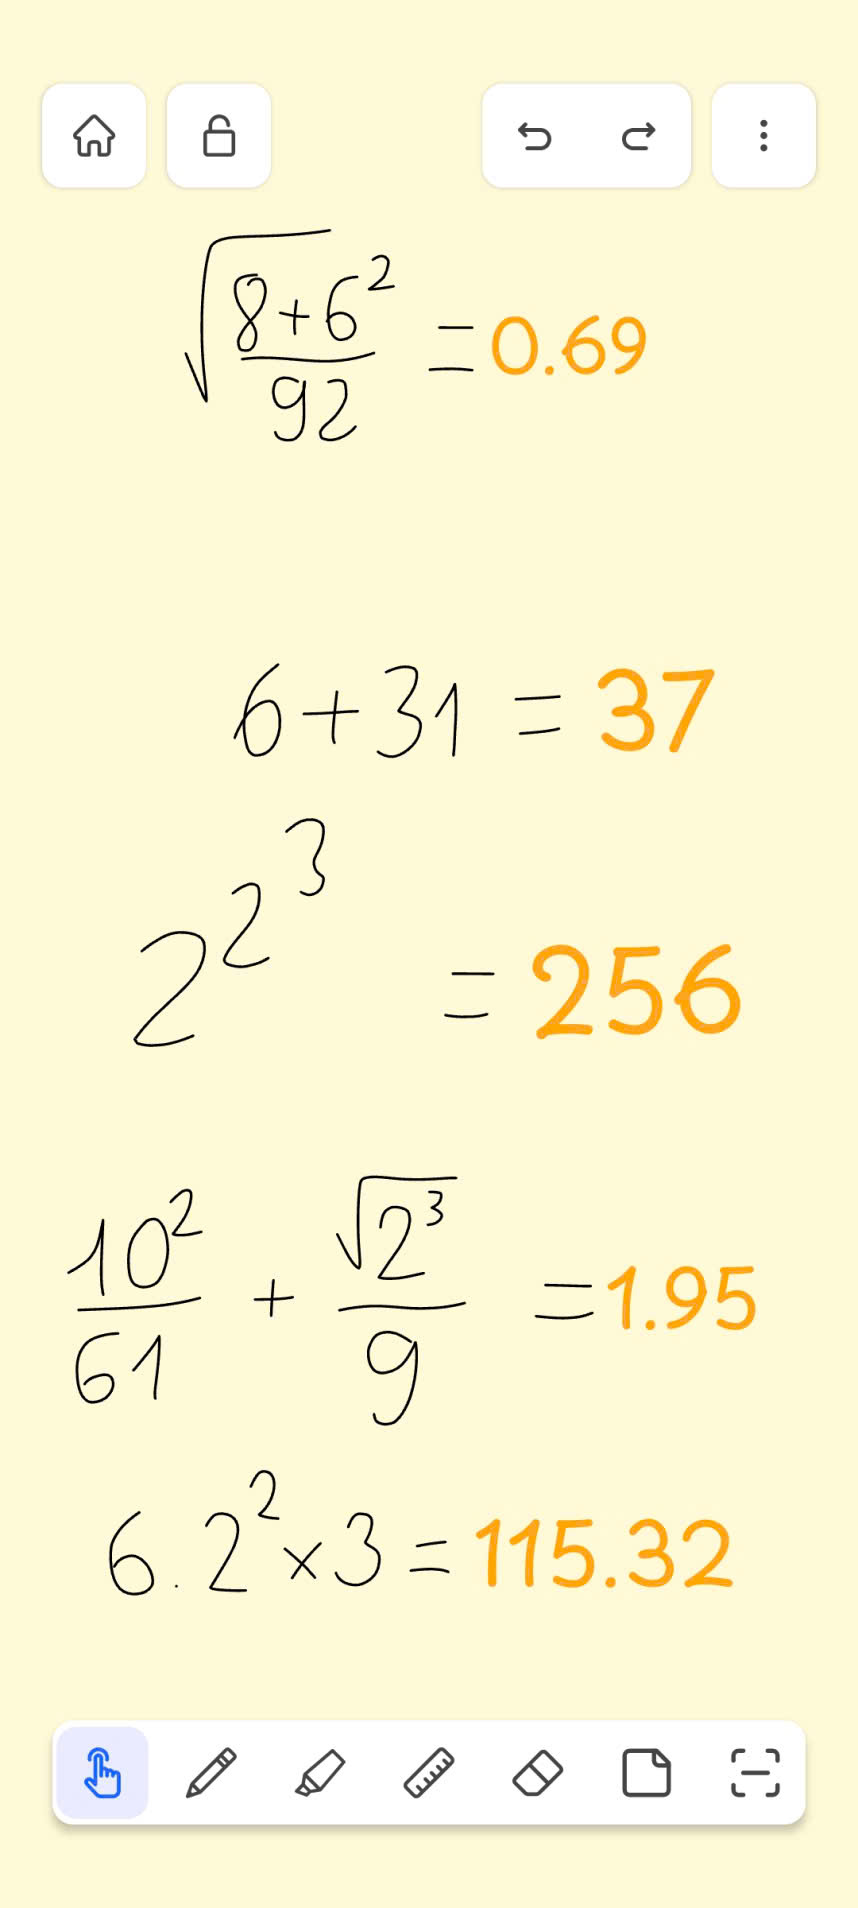 √((8+6²)/92) = 0.69
6+31 = 37
2^2^3 = 256
10²/61 + √(2³)/9 = 1.95
6.2²×3 = 115.32